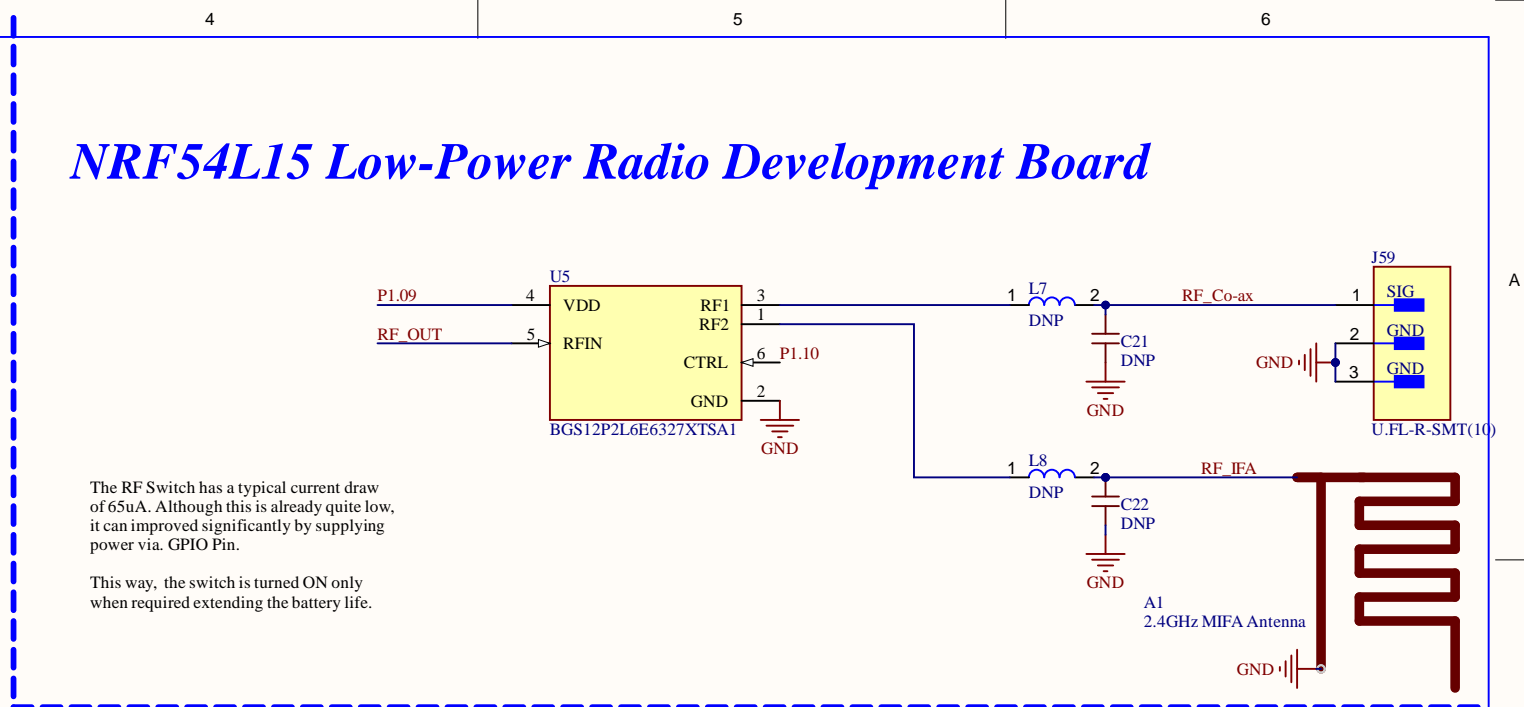 4
5
6
NRF54L15 Low-Power Radio Development Board
A
U5
P1.09
4
VDD
RF_OUT
5
RFIN
RF1
3
RF2
1
CTRL
6
P1.10
GND
2
GND
BGS12P2L6E6327XTSA1
1
L7
2
DNP
RF_Co-ax
C21
DNP
GND
J59
1
SIG
2
GND
3
GND
GND
U.FL-R-SMT(10)
1
L8
2
DNP
RF_IFA
C22
DNP
GND
A1
2.4GHz MIFA Antenna
GND
The RF Switch has a typical current draw
of 65uA. Although this is already quite low,
it can improved significantly by supplying
power via. GPIO Pin.
This way, the switch is turned ON only
when required extending the battery life.